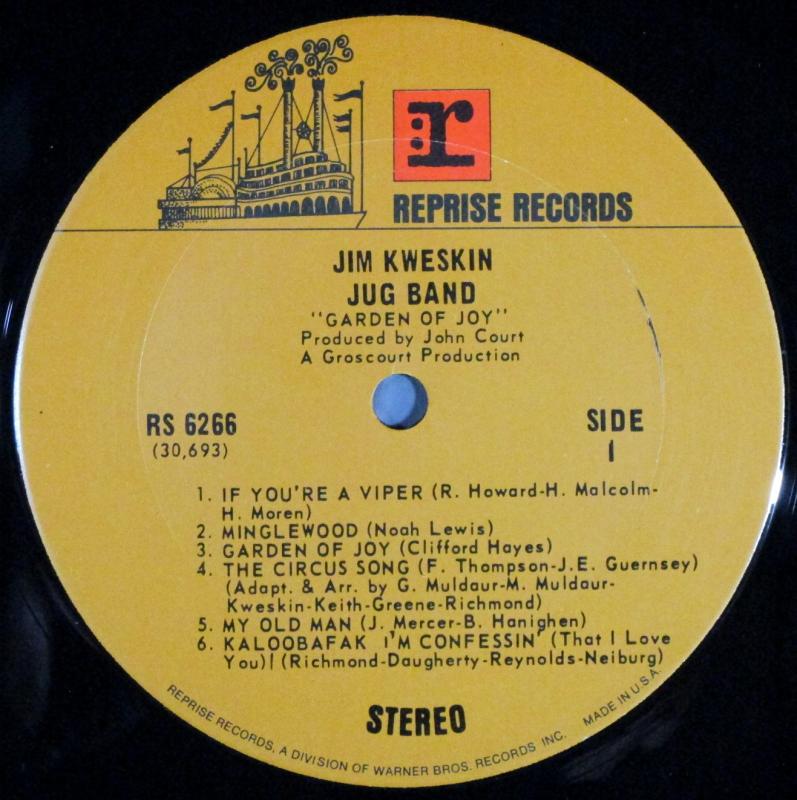 r
REPRISE RECORDS
JIM KWESKIN
JUG BAND
"GARDEN OF JOY"
Produced by John Court
A Groscourt Production
RS 6266
(30,693)
SIDE
1
1. IF YOU'RE A VIPER (R. Howard-H. Malcolm-
H. Moren)
2. MINGLEWOOD (Noah Lewis)
3. GARDEN OF JOY (Clifford Hayes)
4. THE CIRCUS SONG (F. Thompson-J.E. Guernsey)
(Adapt. & Arr. by G. Muldaur-M. Muldaur-
Kweskin-Keith-Greene-Richmond)
5. MY OLD MAN (J. Mercer-B. Hanighen)
6. KALOOBAFAK I'M CONFESSIN' (That I Love
You)| (Richmond-Daugherty-Reynolds-Neiburg)
STEREO
REPRISE RECORDS, A DIVISION OF WARNER BROS. RECORDS INC. MADE IN U.S.A.